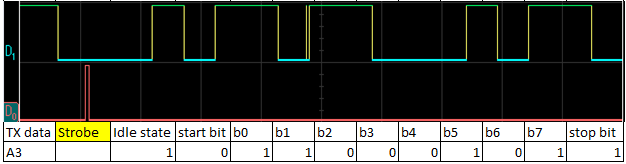 D1
D0
TX data Strobe Idle state start bit b0 b1 b2 b3 b4 b5 b6 b7 stop bit
A3 1 0 1 1 0 0 0 1 0 1 1